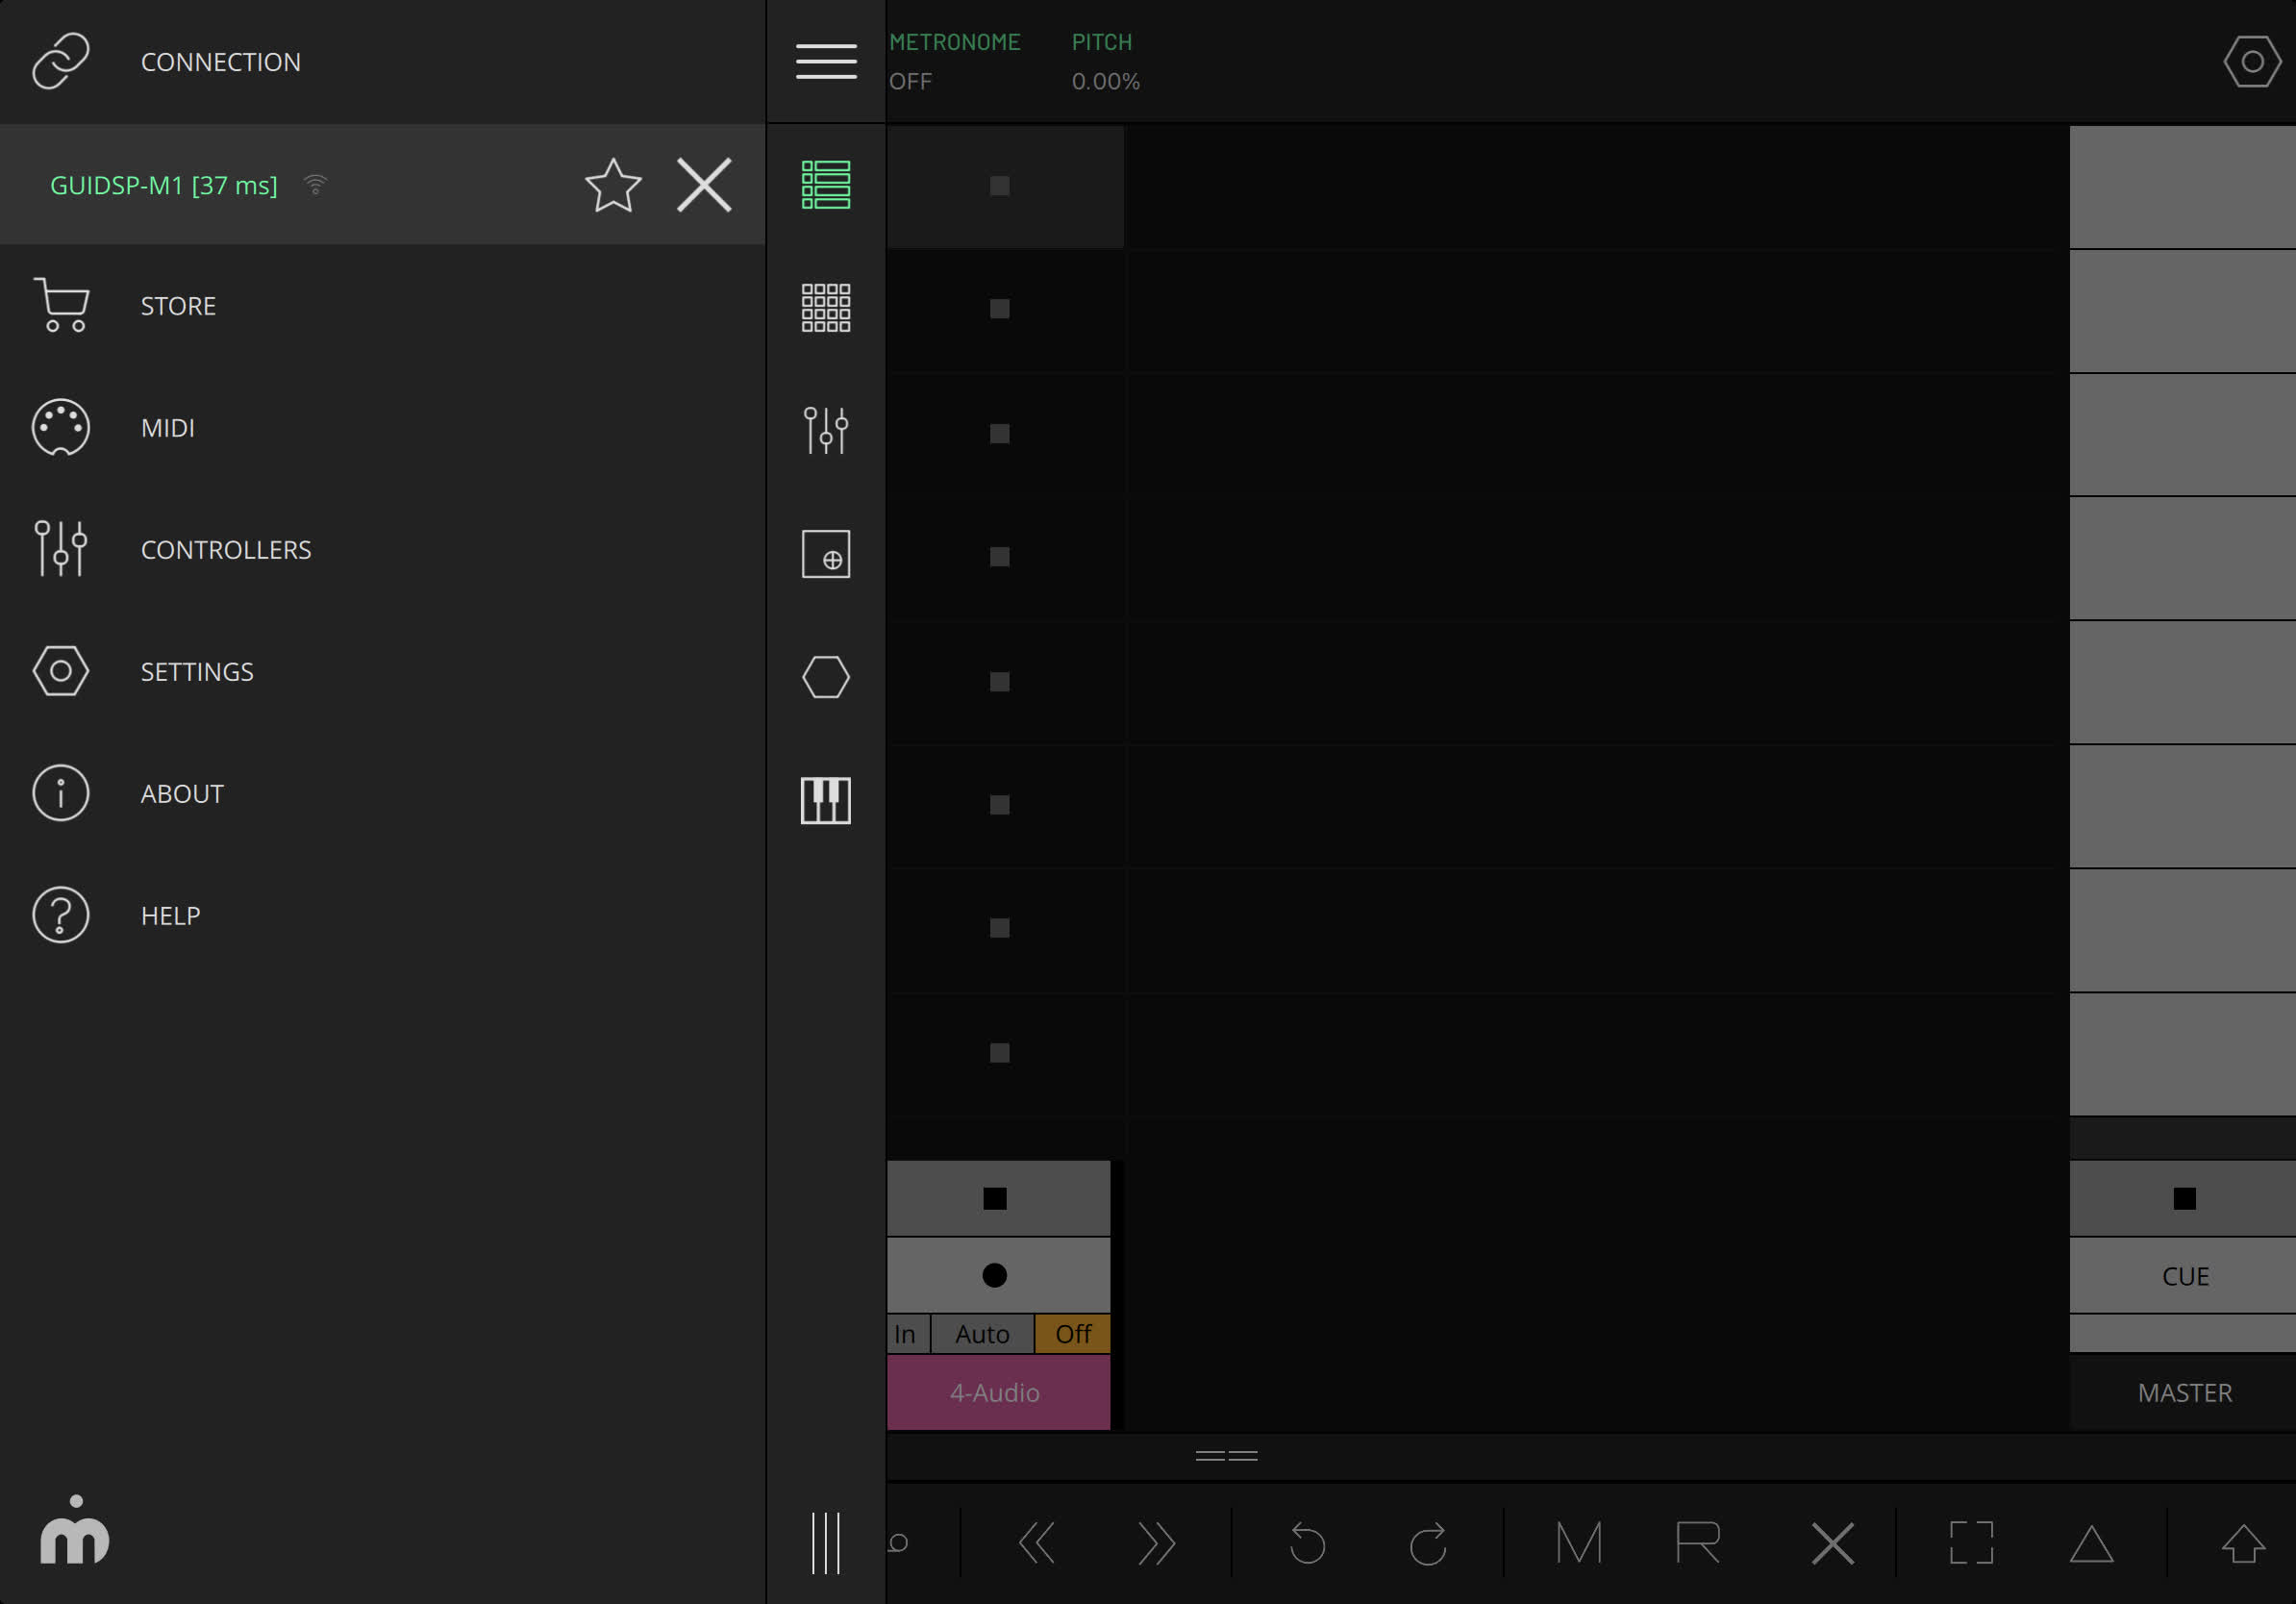 CONNECTION
GUIDSP-M1 [37 ms]
STORE
MIDI
CONTROLLERS
SETTINGS
ABOUT
HELP
METRONOME
OFF
PITCH
0.00%
In
Auto
Off
4-Audio
CUE
MASTER
M
R